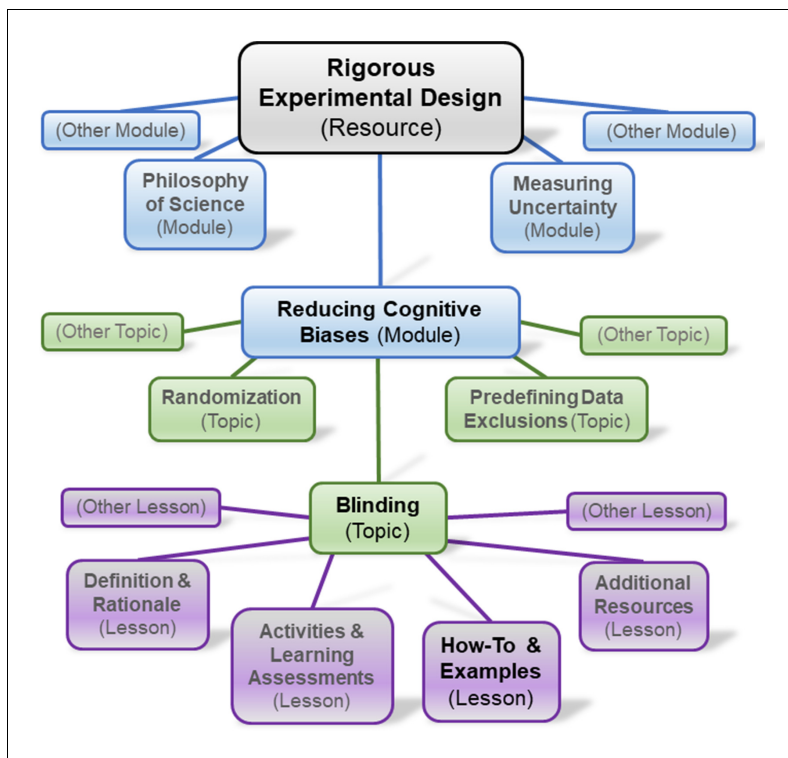 Rigorous
Experimental Design
(Resource)
(Other Module)
(Other Module)
Philosophy
of Science
(Module)
Measuring
Uncertainty
(Module)
Reducing Cognitive
Biases (Module)
(Other Topic)
(Other Topic)
Randomization
(Topic)
Predefining Data
Exclusions (Topic)
Blinding
(Topic)
(Other Lesson)
(Other Lesson)
Definition &
Rationale
(Lesson)
Activities &
Learning
Assessments
(Lesson)
How-To &
Examples
(Lesson)
Additional
Resources
(Lesson)